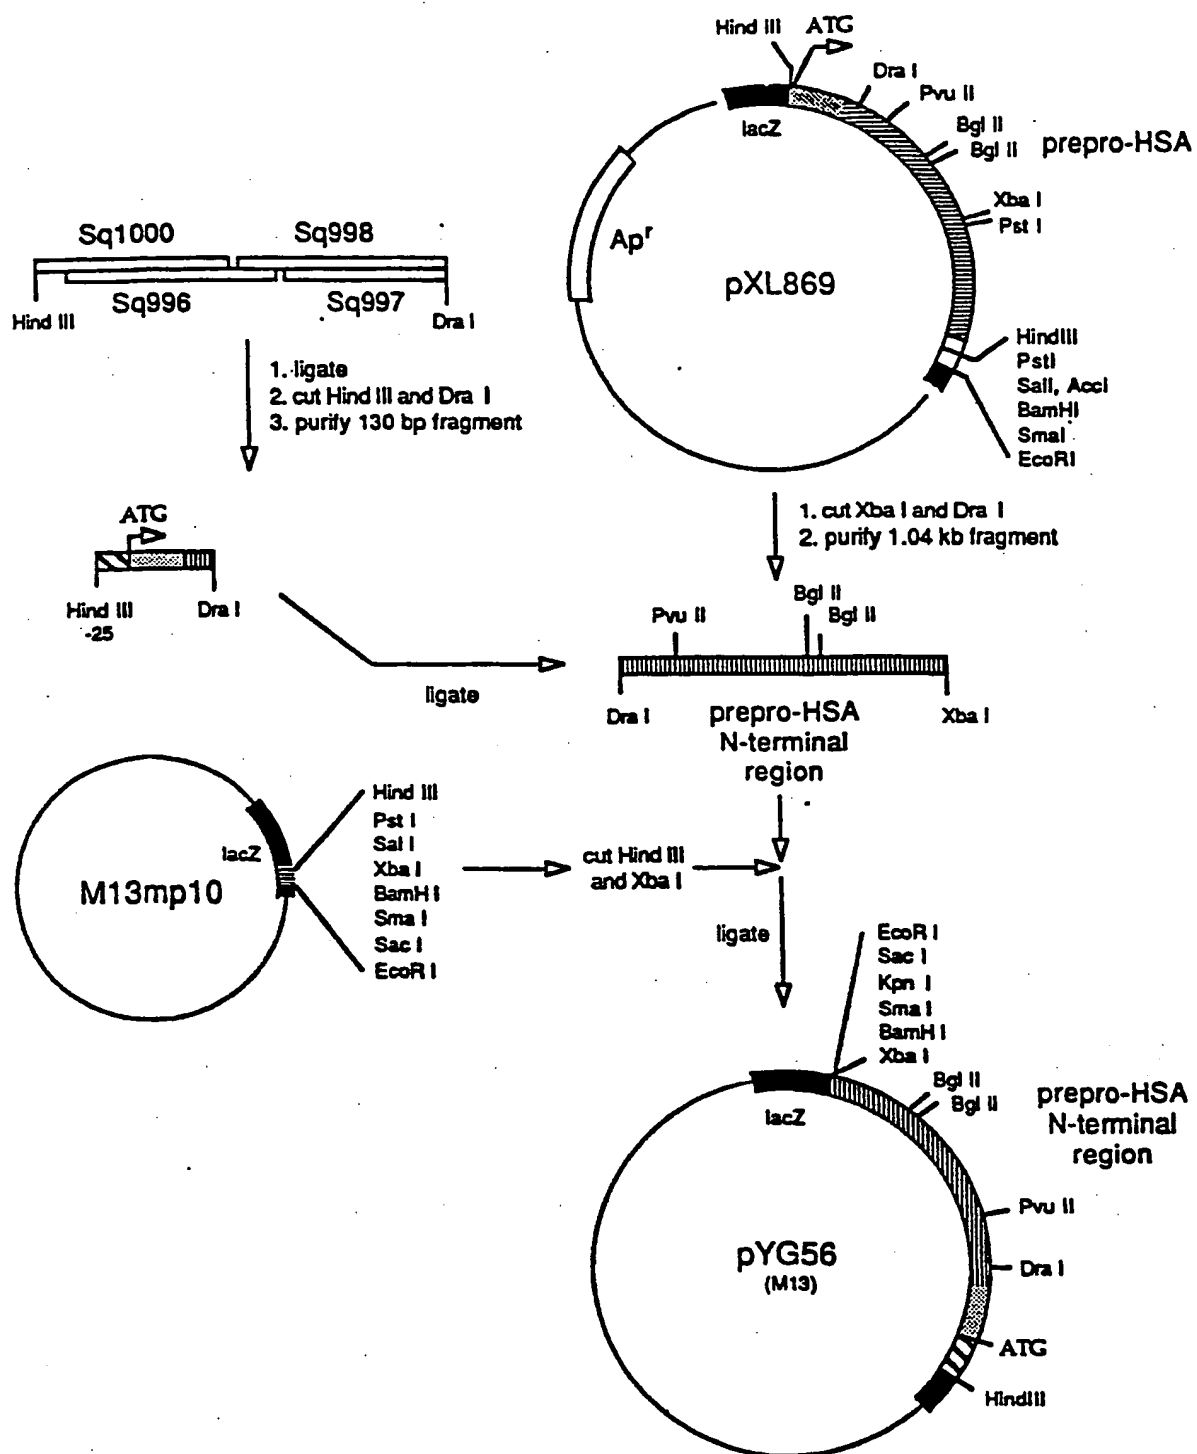 Hind III
ATG
Dra I
Pvu II
Bgl II
Bgl II
prepro-HSA
lacZ
Xba I
Pst I
Apʳ
pXL869
HindIII
PstI
SalI, AccI
BamHI
SmaI
EcoRI
Sq1000
Sq998
Sq996
Sq997
Hind III
Dra I
1. ligate
2. cut Hind III and Dra I
3. purify 130 bp fragment
1. cut Xba I and Dra I
2. purify 1.04 kb fragment
ATG
Hind III
-25
Dra I
ligate
Pvu II
Bgl II
Bgl II
Dra I
Xba I
prepro-HSA
N-terminal
region
M13mp10
lacZ
Hind III
Pst I
Sal I
Xba I
BamH I
Sma I
Sac I
EcoR I
cut Hind III
and Xba I
ligate
EcoR I
Sac I
Kpn I
Sma I
BamH I
Xba I
Bgl II
Bgl II
lacZ
prepro-HSA
N-terminal
region
Pvu II
Dra I
pYG56
(M13)
ATG
HindIII